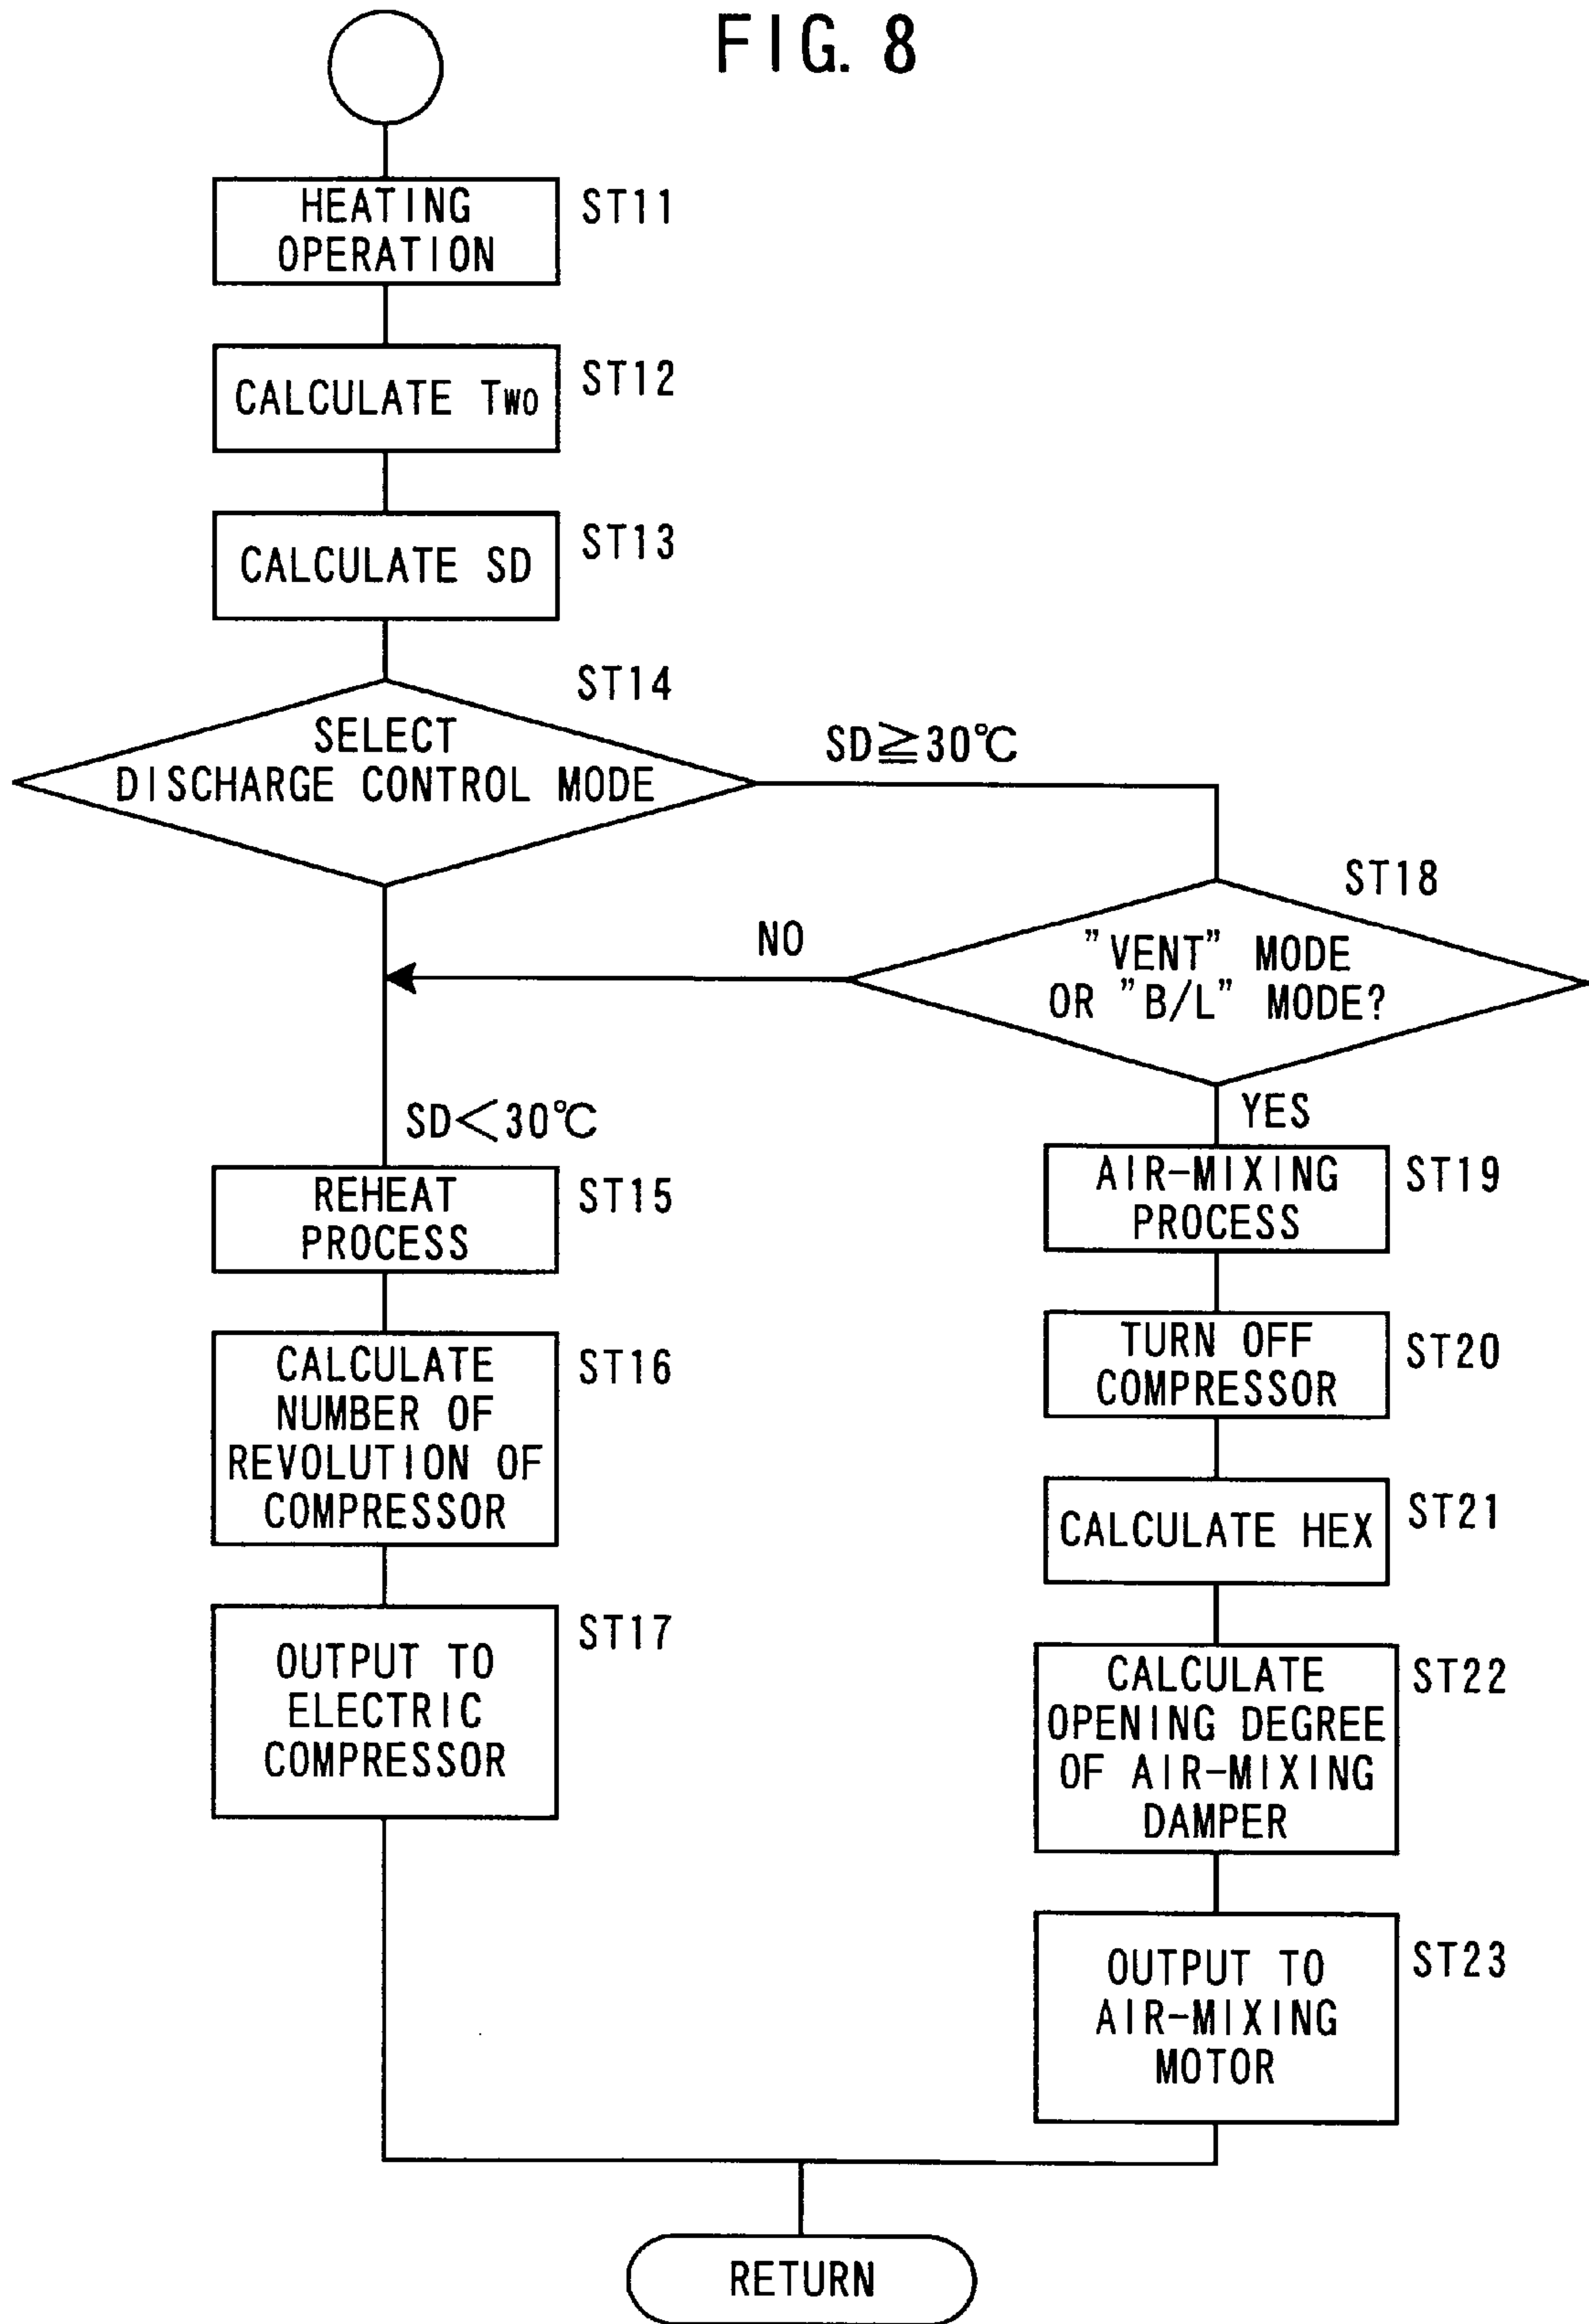 FIG. 8
HEATING
OPERATION
ST11
CALCULATE Two
ST12
CALCULATE SD
ST13
ST14
SELECT
DISCHARGE CONTROL MODE
SD≧30℃
ST18
NO
"VENT" MODE
OR "B/L" MODE?
YES
SD<30℃
REHEAT
PROCESS
ST15
CALCULATE
NUMBER OF
REVOLUTION OF
COMPRESSOR
ST16
OUTPUT TO
ELECTRIC
COMPRESSOR
ST17
AIR-MIXING
PROCESS
ST19
TURN OFF
COMPRESSOR
ST20
CALCULATE HEX
ST21
CALCULATE
OPENING DEGREE
OF AIR-MIXING
DAMPER
ST22
OUTPUT TO
AIR-MIXING
MOTOR
ST23
RETURN